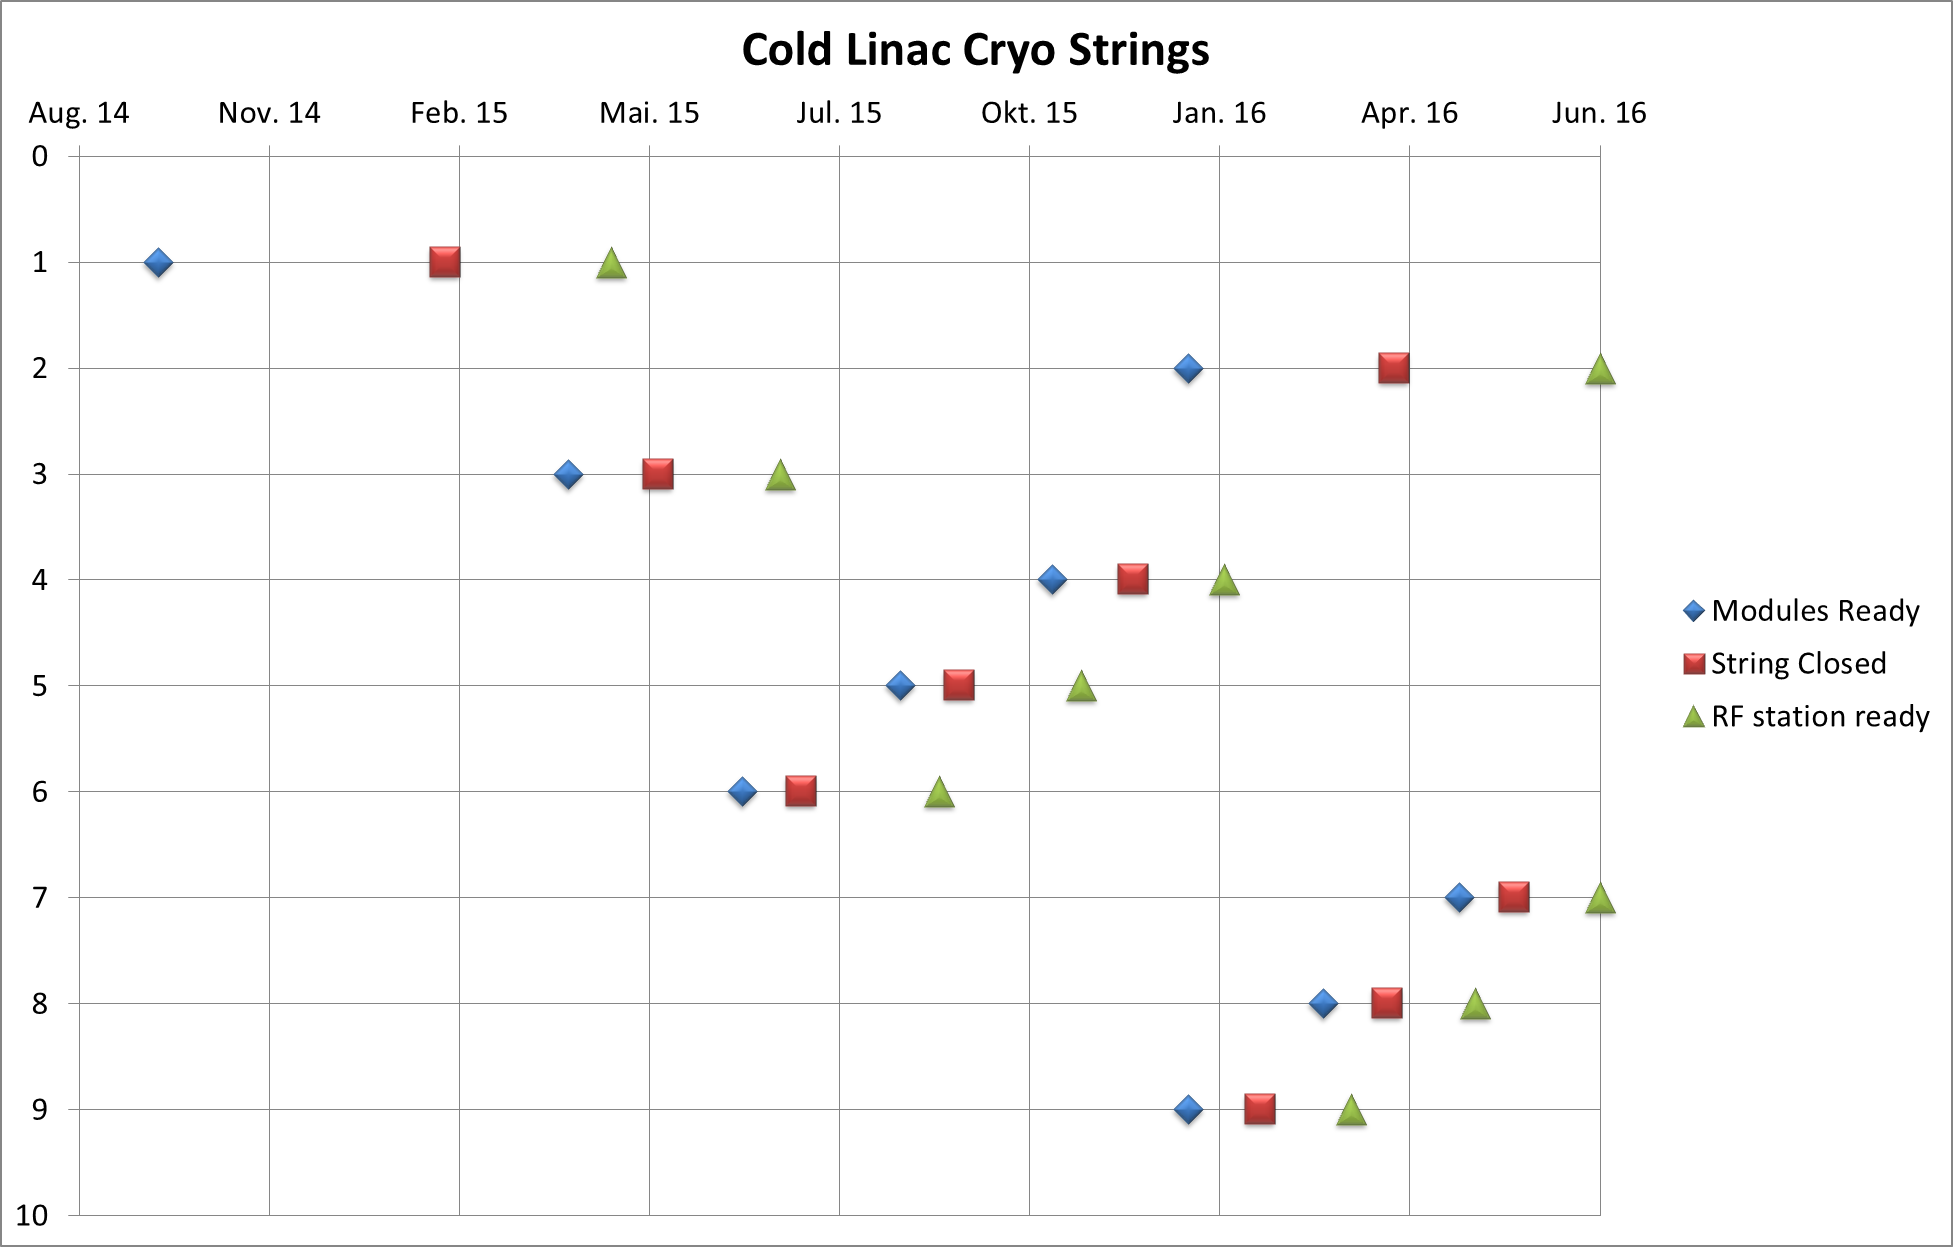 Cold Linac Cryo Strings
Aug. 14 Nov. 14 Feb. 15 Mai. 15 Jul. 15 Okt. 15 Jan. 16 Apr. 16 Jun. 16
0
1
2
3
4
5
6
7
8
9
10
Modules Ready
String Closed
RF station ready